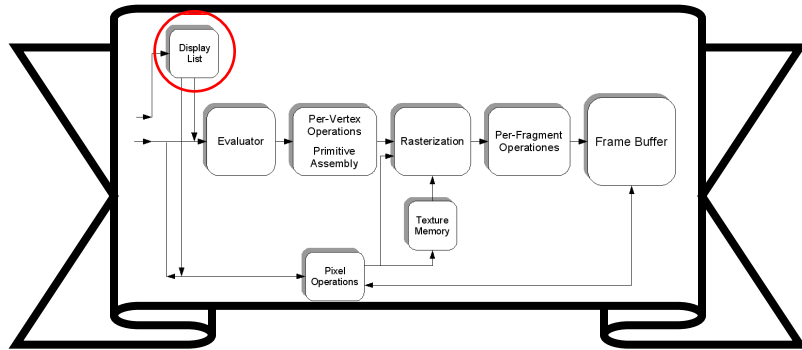 Display
List
Evaluator
Per-Vertex
Operations
Primitive
Assembly
Rasterization
Per-Fragment
Operationes
Frame Buffer
Texture
Memory
Pixel
Operations